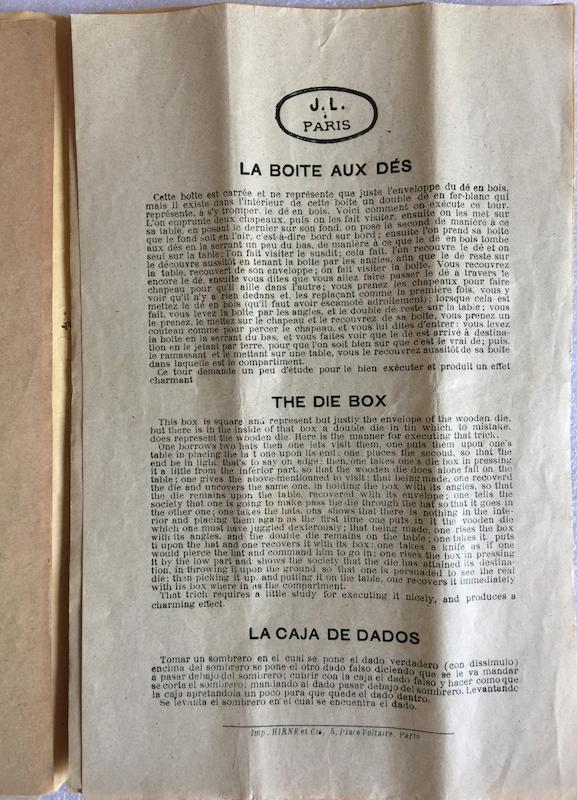 J. L.
PARIS
LA BOITE AUX DÉS
Cette boîte est carrée et ne représente que juste l'enveloppe du dé en bois,
mais il existe dans l'intérieur de cette boîte un double dé en fer-blanc qui
représente, à s'y tromper, le dé en bois. Voici comment on exécute ce tour.
L'on emprunte deux chapeaux, puis on les fait visiter, ensuite on les met sur
sa table, en posant le dernier sur son fond, on pose le second de manière à ce
que le fond soit en l'air, c'est-à-dire bord sur bord; ensuite l'on prend sa boîte
aux dés en la serrant un peu du bas, de manière à ce que le dé en bois tombe
seul sur la table; l'on fait visiter le susdit; cela fait, l'on recouvre le dé et on
le découvre aussitôt en tenant la boîte par les angles, afin que le dé reste sur
la table, recouvert de son enveloppe; on fait visiter la boîte. Vous recouvrez
encore le dé, ensuite vous dites que vous allez faire passer le dé à travers le
chapeau pour qu'il aille dans l'autre; vous prenez les chapeaux pour faire
voir qu'il n'y a rien dedans et, les replaçant comme la première fois, vous y
mettez le dé en bois (qu'il faut avoir escamoté adroitement); lorsque cela est
fait, vous levez la boîte par les angles, et le double dé reste sur la table; vous
le prenez, le mettez sur le chapeau et le recouvrez de sa boîte, vous prenez un
couteau comme pour percer le chapeau, et vous lui dites d'entrer: vous levez
la boîte en la serrant du bas, et vous faites voir que le dé est arrivé à destina-
tion en le jetant par terre, pour que l'on soit bien sur que c'est le vrai dé; puis,
le ramassant et le mettant sur une table, vous le recouvrez aussitôt de sa boîte
dans laquelle est le compartiment.
Ce tour demande un peu d'étude pour le bien exécuter et produit un effet
charmant
THE DIE BOX
This box is square and represent but justly the envelope of the wooden die,
but there is in the inside of that box a double die in tin which, to mistake,
does represent the wooden die. Here is the manner for executing that trick.
One borrows two hats then one lets visit them, one puts them upon one's
table in placing the la t one upon its end; one places the second, so that the
end be in light, that's to say on edge; then, one takes one's die box in pressing
it a little from the inferior part, so that the wooden die does alone fall on the
table; one gives the above-mentionned to visit; that being made, one recoverd
the die and uncovers the same one, in holding the box with its angles, so that
the die remains upon the table, recovered with its envelope; one tells the
society that one is going to make pass the die through the hat so that it goes in
the other one; one takes the hats, ons shows that there is nothing in the inte-
rior and placing them again as the first time one puts in it the vooden die
which one must have juggled dexterously; that being made, one rises the box
with its angles, and the double die remains on the table; one takes it, puts
ti upon the hat and one recovers it with its box; one takes a knife as if one
would pierce the hat and command him to go in; one rises the box in pressing
it by the low part and shows the society that the die has attained its destina-
tion, in throwing it upon the ground, so that one is persuaded to see the real
die; then picking it up, and putting it on the table, one recovers it immediately
with its box where in as the compartment.
That trich requires a little study for executing it nicely, and produces a
charming effect.
LA CAJA DE DADOS
Tomar un sombrero en el cual se pone el dado verdadero (con dissimulo)
encima del sombrero se pone el otro dado falso diciendo que se le va mandar
a pasar debajo del sombrero; cubrir con la caja el dado falso y hacer como que
se corta el sombrero; mandando al dado pasar debajo del sombrero. Levantando
la caja apretandola un poco para que quede el dado dentro.
Se levanta el sombrero en el cual se encuentra el dado.
Imp. HIRNE et Cie, 5, Place Voltaire, Paris